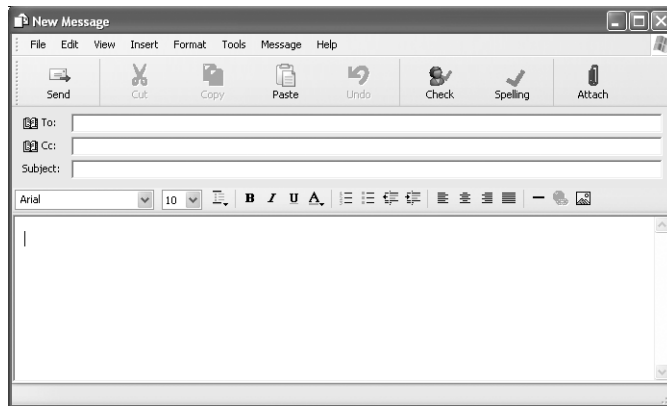 New Message
File Edit View Insert Format Tools Message Help
Send Cut Copy Paste Undo Check Spelling Attach
To:
Cc:
Subject:
Arial 10 B I U A